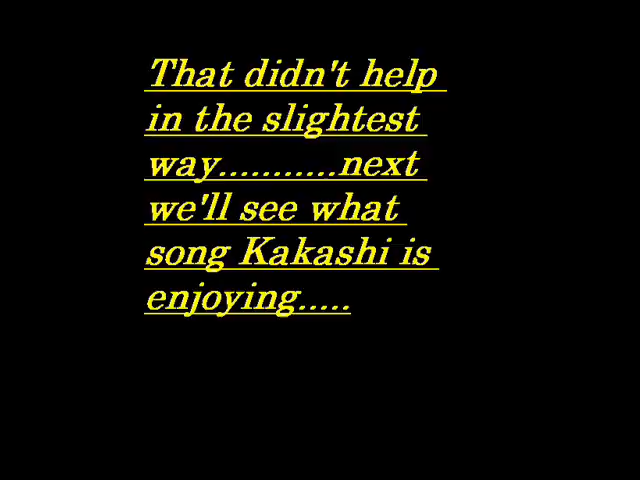 That didn't help
in the slightest
way...........next
we'll see what
song Kakashi is
enjoying.....